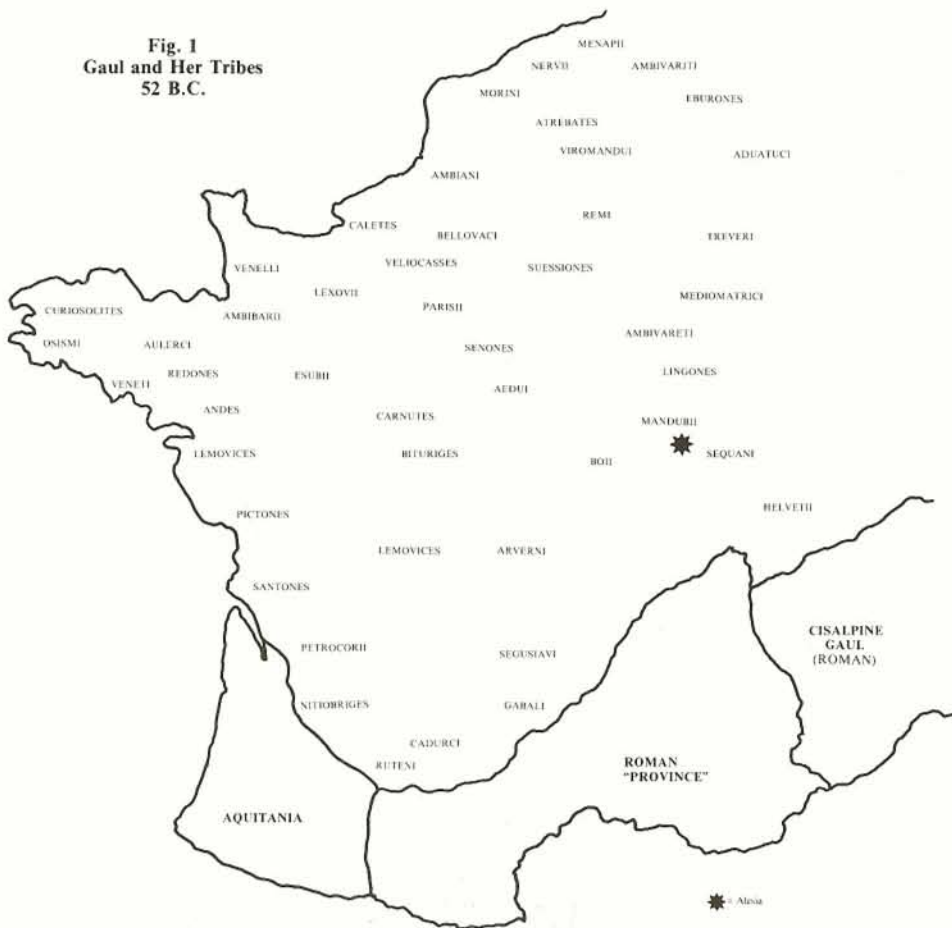 Fig. 1
Gaul and Her Tribes
52 B.C.
MENAPII
NERVII
AMBIVARITI
MORINI
EBURONES
ATREBATES
VIROMANDUI
ADUATUCI
AMBIANI
REMI
CALETES
BELLOVACI
TREVERI
VENELLI
VELIOCASSES
SUESSIONES
LEXOVII
MEDIOMATRICI
CURIOSOLITES
AMBIBARII
PARISII
AMBIVARETI
OSISMI
AULERCI
SENONES
VENETI
REDONES
ESUBII
LINGONES
AEDUI
ANDES
CARNUTES
MANDUBII
LEMOVICES
BITURIGES
BOII
SEQUANI
PICTONES
HELVETII
LEMOVICES
ARVERNI
SANTONES
PETROCORII
SEGUSIAVI
CISALPINE
GAUL
(ROMAN)
NITIOBRIGES
GABALI
CADURCI
RUTENI
ROMAN
"PROVINCE"
AQUITANIA
= Alesia